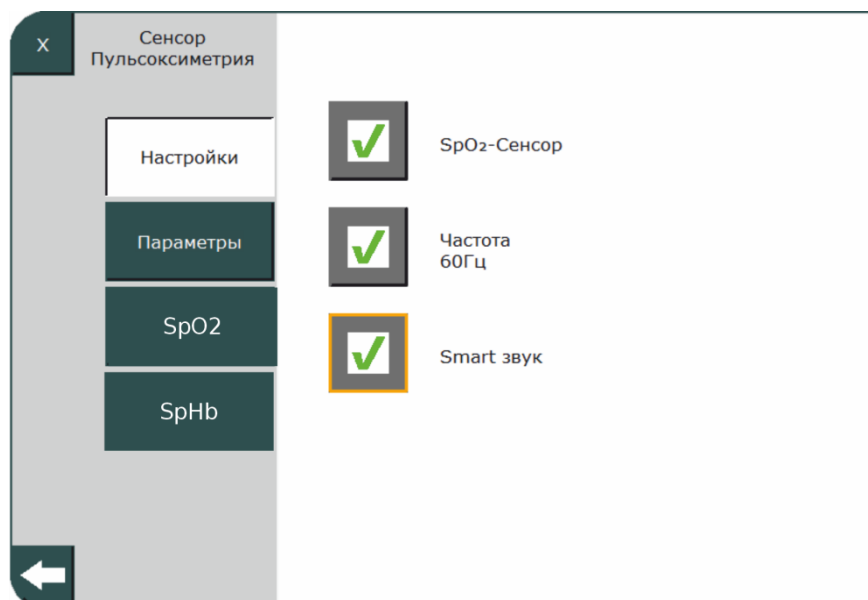 X
Сенсор
Пульсоксиметрия
Настройки
Параметры
SpO2
SpHb
SpO₂-Сенсор
Частота
60Гц
Smart звук